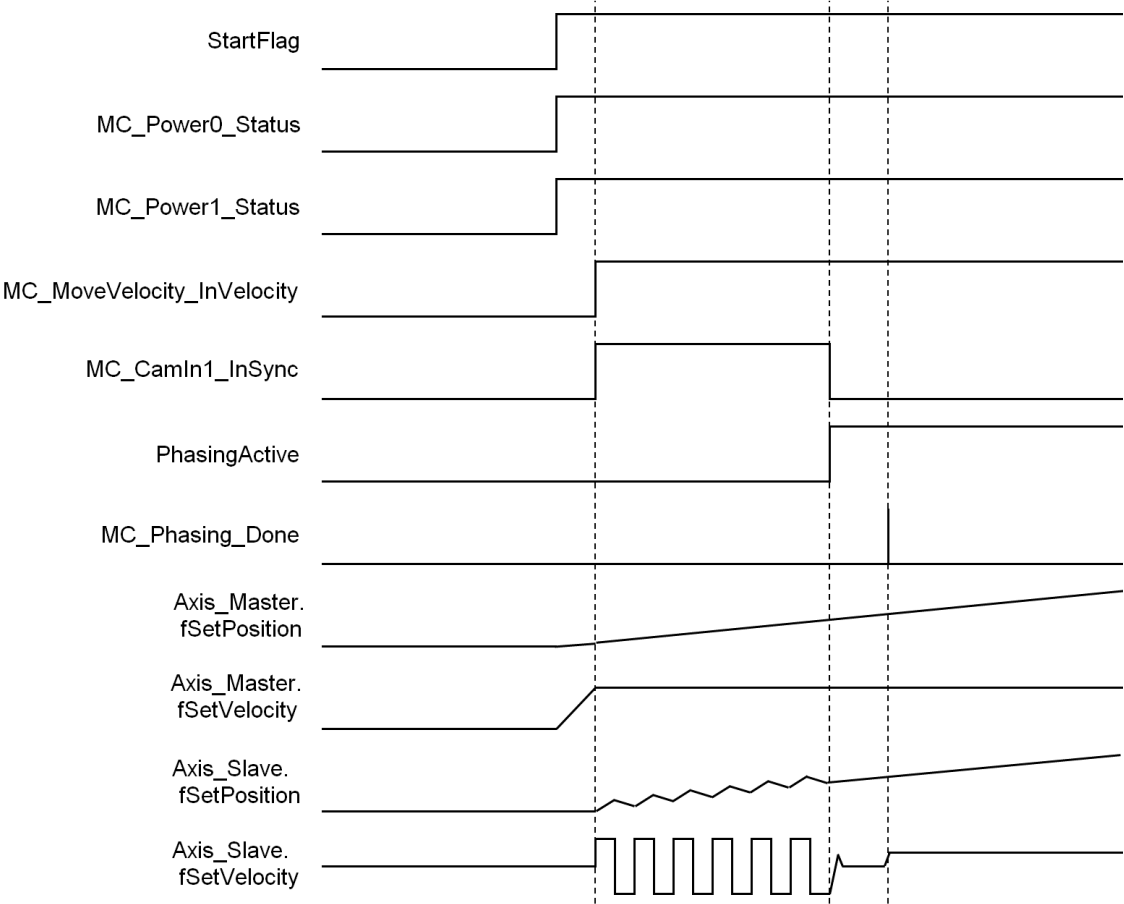 StartFlag
MC_Power0_Status
MC_Power1_Status
MC_MoveVelocity_InVelocity
MC_CamIn1_InSync
PhasingActive
MC_Phasing_Done
Axis_Master.
fSetPosition
Axis_Master.
fSetVelocity
Axis_Slave.
fSetPosition
Axis_Slave.
fSetVelocity